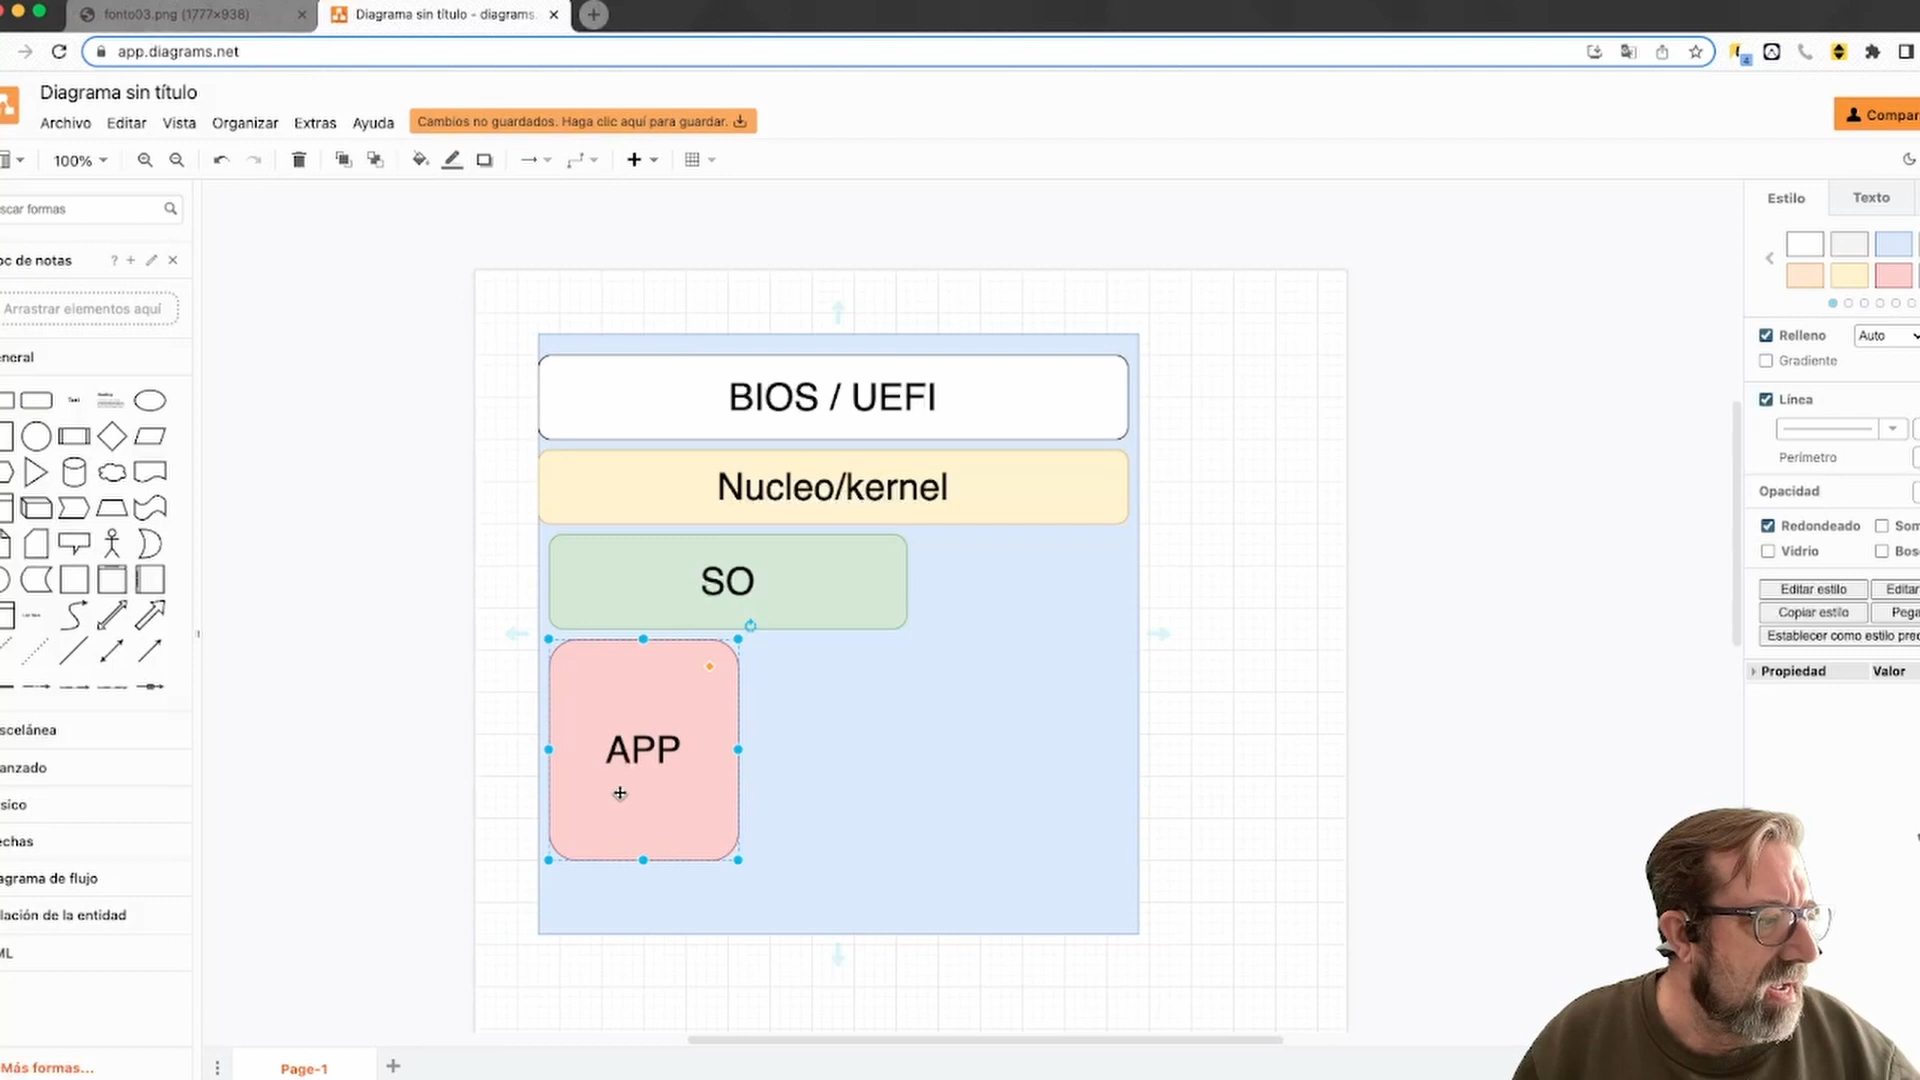 fonto03.png (1777×938)
Diagrama sin título - diagrams.
app.diagrams.net
4
Diagrama sin título
Archivo Editar Vista Organizar Extras Ayuda
Cambios no guardados. Haga clic aquí para guardar.
Compar
100%
scar formas
oc de notas
?
Arrastrar elementos aquí
neral
Text
scelánea
anzado
sico
echas
agrama de flujo
lación de la entidad
ML
Más formas...
BIOS / UEFI
Nucleo/kernel
SO
APP
Page-1
Estilo Texto
Relleno Auto
Gradiente
Línea
Perímetro
Opacidad
Redondeado Som
Vidrio Bos
Editar estilo Editar
Copiar estilo Pega
Establecer como estilo prec
Propiedad Valor